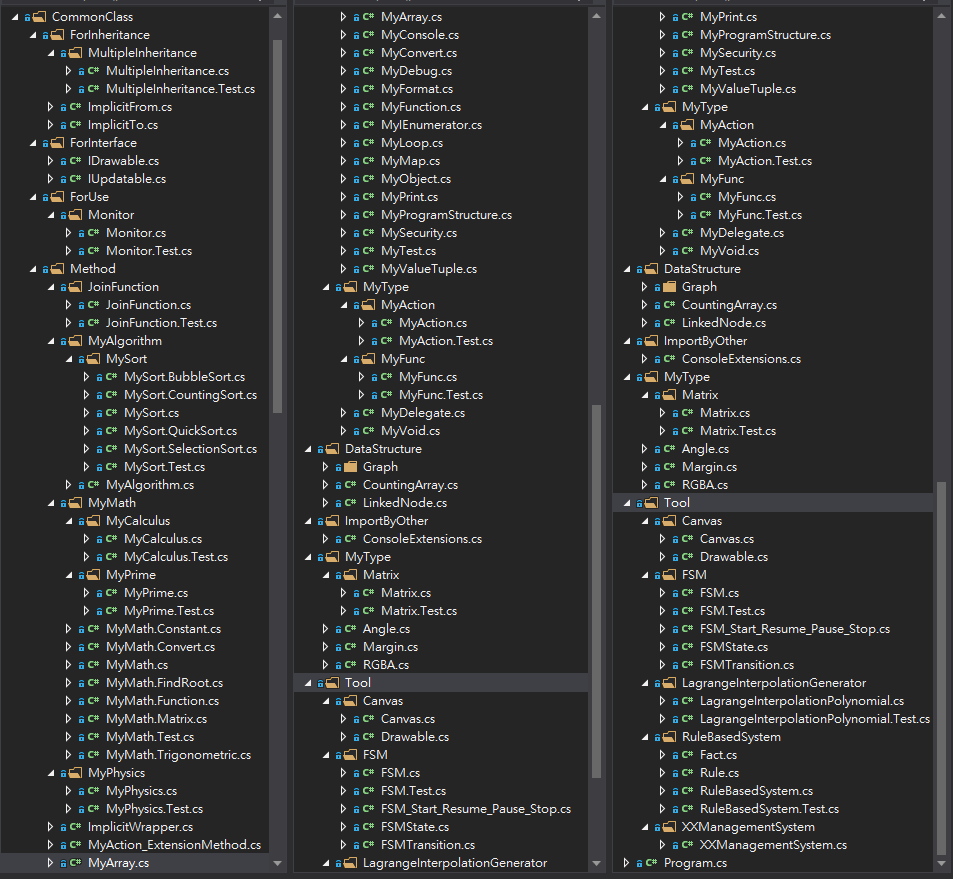 CommonClass
ForInheritance
MultipleInheritance
C# MultipleInheritance.cs
C# MultipleInheritance.Test.cs
C# ImplicitFrom.cs
C# ImplicitTo.cs
ForInterface
C# IDrawable.cs
C# IUpdatable.cs
ForUse
Monitor
C# Monitor.cs
C# Monitor.Test.cs
Method
JoinFunction
C# JoinFunction.cs
C# JoinFunction.Test.cs
MyAlgorithm
MySort
C# MySort.BubbleSort.cs
C# MySort.CountingSort.cs
C# MySort.cs
C# MySort.QuickSort.cs
C# MySort.SelectionSort.cs
C# MySort.Test.cs
C# MyAlgorithm.cs
MyMath
MyCalculus
C# MyCalculus.cs
C# MyCalculus.Test.cs
MyPrime
C# MyPrime.cs
C# MyPrime.Test.cs
C# MyMath.Constant.cs
C# MyMath.Convert.cs
C# MyMath.cs
C# MyMath.FindRoot.cs
C# MyMath.Function.cs
C# MyMath.Matrix.cs
C# MyMath.Test.cs
C# MyMath.Trigonometric.cs
MyPhysics
C# MyPhysics.cs
C# MyPhysics.Test.cs
C# ImplicitWrapper.cs
C# MyAction_ExtensionMethod.cs
C# MyArray.cs
C# MyArray.cs
C# MyConsole.cs
C# MyConvert.cs
C# MyDebug.cs
C# MyFormat.cs
C# MyFunction.cs
C# MyIEnumerator.cs
C# MyLoop.cs
C# MyMap.cs
C# MyObject.cs
C# MyPrint.cs
C# MyProgramStructure.cs
C# MySecurity.cs
C# MyTest.cs
C# MyValueTuple.cs
MyType
MyAction
C# MyAction.cs
C# MyAction.Test.cs
MyFunc
C# MyFunc.cs
C# MyFunc.Test.cs
C# MyDelegate.cs
C# MyVoid.cs
DataStructure
Graph
C# CountingArray.cs
C# LinkedNode.cs
ImportByOther
C# ConsoleExtensions.cs
MyType
Matrix
C# Matrix.cs
C# Matrix.Test.cs
C# Angle.cs
C# Margin.cs
C# RGBA.cs
Tool
Canvas
C# Canvas.cs
C# Drawable.cs
FSM
C# FSM.cs
C# FSM.Test.cs
C# FSM_Start_Resume_Pause_Stop.cs
C# FSMState.cs
C# FSMTransition.cs
LagrangeInterpolationGenerator
C# MyPrint.cs
C# MyProgramStructure.cs
C# MySecurity.cs
C# MyTest.cs
C# MyValueTuple.cs
MyType
MyAction
C# MyAction.cs
C# MyAction.Test.cs
MyFunc
C# MyFunc.cs
C# MyFunc.Test.cs
C# MyDelegate.cs
C# MyVoid.cs
DataStructure
Graph
C# CountingArray.cs
C# LinkedNode.cs
ImportByOther
C# ConsoleExtensions.cs
MyType
Matrix
C# Matrix.cs
C# Matrix.Test.cs
C# Angle.cs
C# Margin.cs
C# RGBA.cs
Tool
Canvas
C# Canvas.cs
C# Drawable.cs
FSM
C# FSM.cs
C# FSM.Test.cs
C# FSM_Start_Resume_Pause_Stop.cs
C# FSMState.cs
C# FSMTransition.cs
LagrangeInterpolationGenerator
C# LagrangeInterpolationPolynomial.cs
C# LagrangeInterpolationPolynomial.Test.cs
RuleBasedSystem
C# Fact.cs
C# Rule.cs
C# RuleBasedSystem.cs
C# RuleBasedSystem.Test.cs
XXManagementSystem
C# XXManagementSystem.cs
C# Program.cs